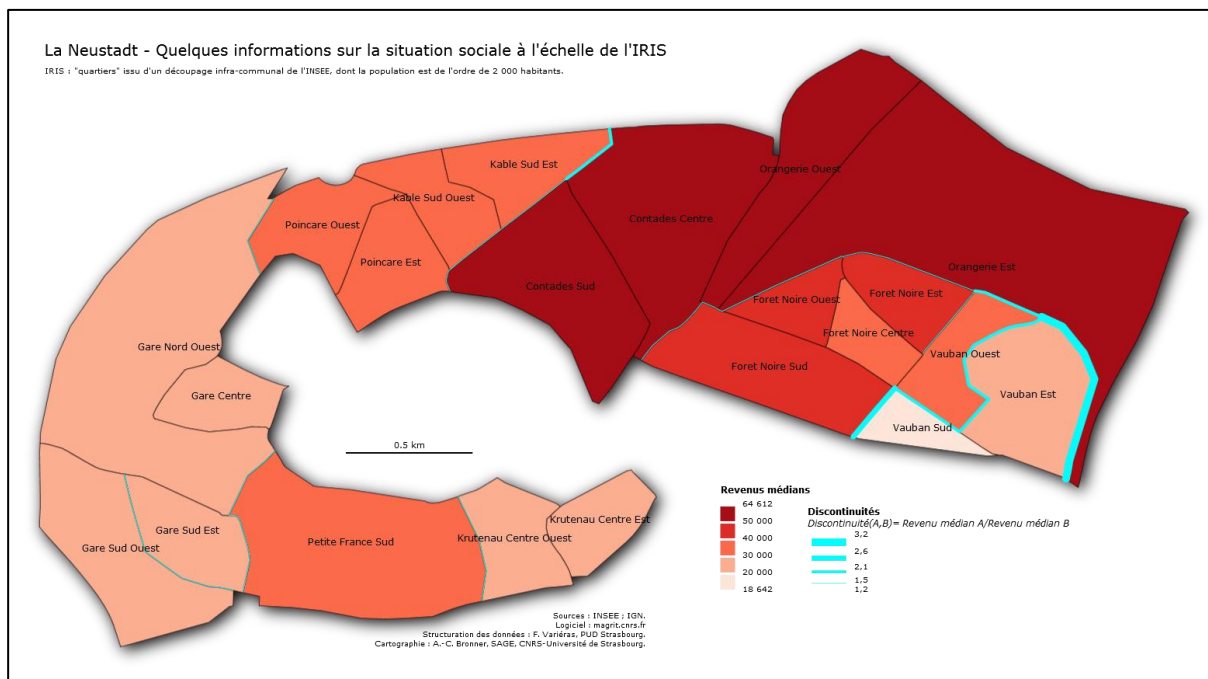 La Neustadt - Quelques informations sur la situation sociale à l'échelle de l'IRIS
IRIS : "quartiers" issu d'un découpage infra-communal de l'INSEE, dont la population est de l'ordre de 2 000 habitants.
Kable Sud Est
Orangerie Ouest
Kable Sud Ouest
Poincare Ouest
Contades Centre
Poincare Est
Orangerie Est
Contades Sud
Foret Noire Est
Foret Noire Ouest
Foret Noire Centre
Gare Nord Ouest
Vauban Ouest
Foret Noire Sud
Gare Centre
Vauban Est
Vauban Sud
0.5 km
Krutenau Centre Est
Gare Sud Est
Krutenau Centre Ouest
Petite France Sud
Gare Sud Ouest
Revenus médians
64 612
50 000
40 000
30 000
20 000
18 642
Discontinuités
Discontinuité(A,B)= Revenu médian A/Revenu médian B
3,2
2,6
2,1
1,5
1,2
Sources : INSEE ; IGN.
Logiciel : magrit.cnrs.fr
Structuration des données : F. Variéras, PUD Strasbourg.
Cartographie : A.-C. Bronner, SAGE, CNRS-Université de Strasbourg.